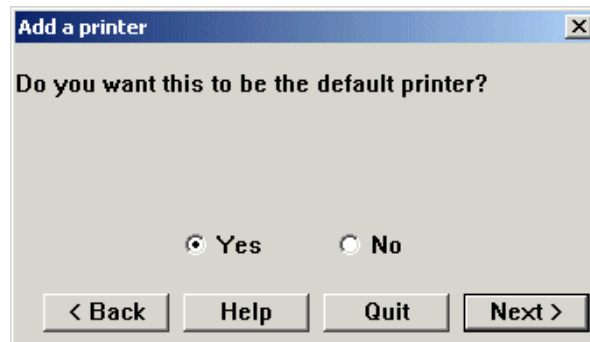 Add a printer
Do you want this to be the default printer?
Yes No
< Back Help Quit Next >